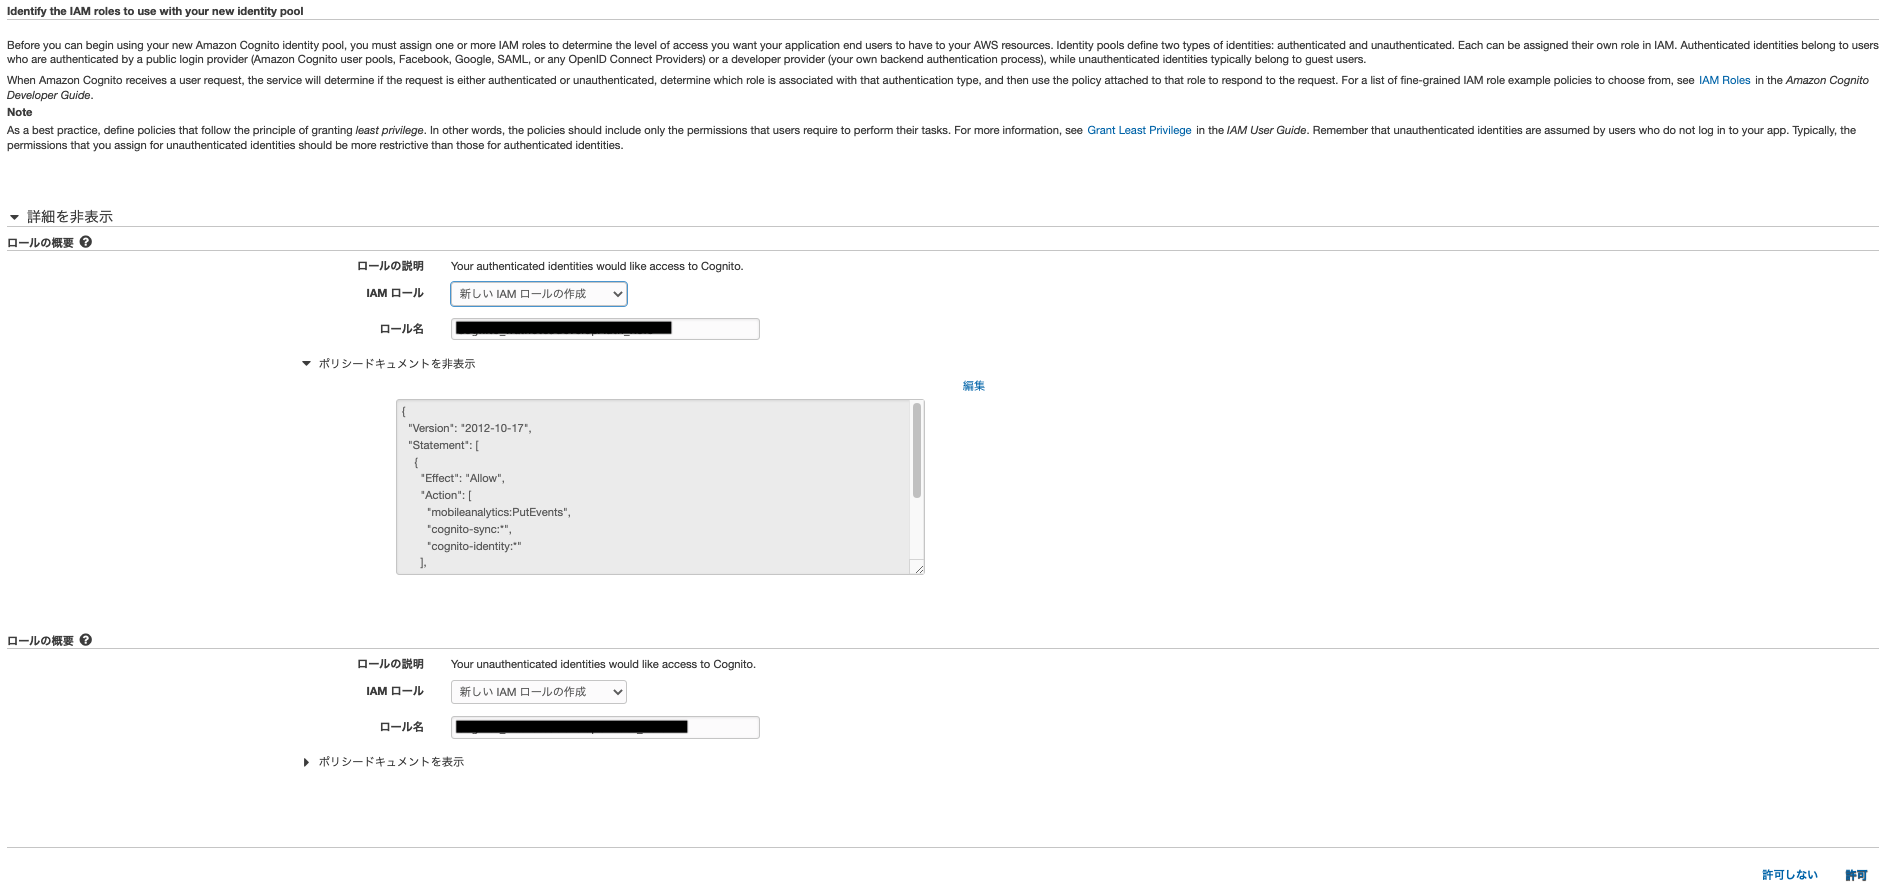 Identify the IAM roles to use with your new identity pool
Before you can begin using your new Amazon Cognito identity pool, you must assign one or more IAM roles to determine the level of access you want your application end users to have to your AWS resources. Identity pools define two types of identities: authenticated and unauthenticated. Each can be assigned their own role in IAM. Authenticated identities belong to users
who are authenticated by a public login provider (Amazon Cognito user pools, Facebook, Google, SAML, or any OpenID Connect Providers) or a developer provider (your own backend authentication process), while unauthenticated identities typically belong to guest users.
When Amazon Cognito receives a user request, the service will determine if the request is either authenticated or unauthenticated, determine which role is associated with that authentication type, and then use the policy attached to that role to respond to the request. For a list of fine-grained IAM role example policies to choose from, see IAM Roles in the Amazon Cognito
Developer Guide.
Note
As a best practice, define policies that follow the principle of granting least privilege. In other words, the policies should include only the permissions that users require to perform their tasks. For more information, see Grant Least Privilege in the IAM User Guide. Remember that unauthenticated identities are assumed by users who do not log in to your app. Typically, the
permissions that you assign for unauthenticated identities should be more restrictive than those for authenticated identities.
詳細を非表示
ロールの概要
ロールの説明 Your authenticated identities would like access to Cognito.
IAM ロール 新しい IAM ロールの作成
ロール名
ポリシードキュメントを非表示
編集
{
"Version": "2012-10-17",
"Statement": [
{
"Effect": "Allow",
"Action": [
"mobileanalytics:PutEvents",
"cognito-sync:*",
"cognito-identity:*"
],
ロールの概要
ロールの説明 Your unauthenticated identities would like access to Cognito.
IAM ロール 新しい IAM ロールの作成
ロール名
ポリシードキュメントを表示
許可しない 許可